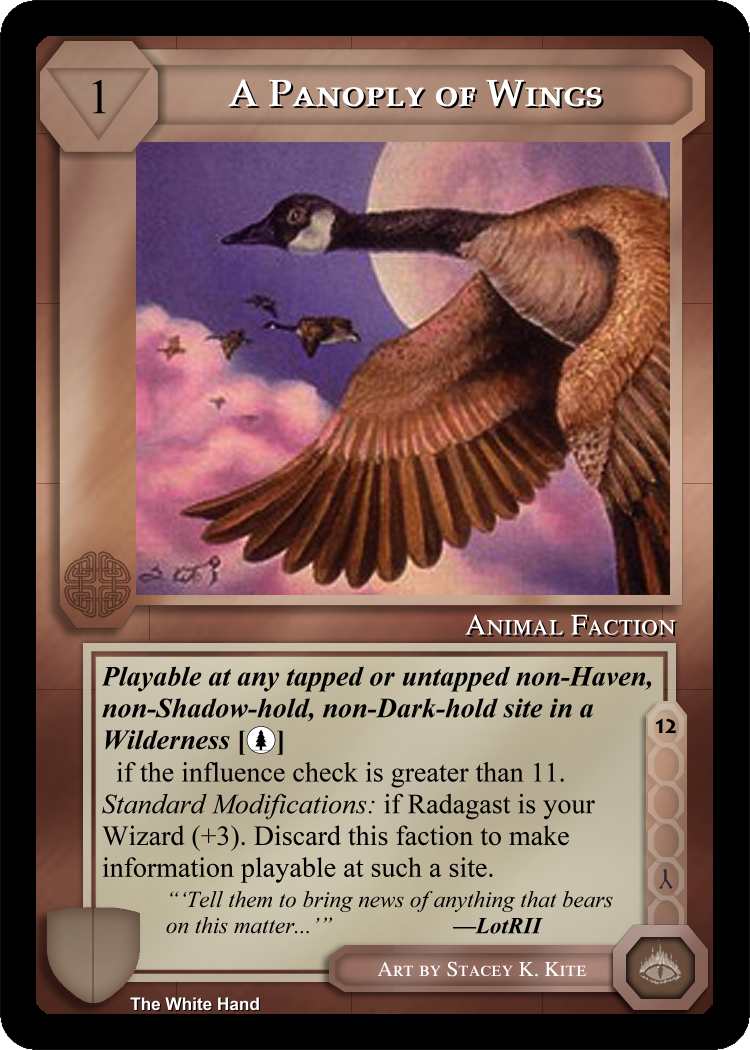 1
A Panoply of Wings
Animal Faction
Playable at any tapped or untapped non-Haven,
non-Shadow-hold, non-Dark-hold site in a
Wilderness [ ]
if the influence check is greater than 11.
Standard Modifications: if Radagast is your
Wizard (+3). Discard this faction to make
information playable at such a site.
12
"'Tell them to bring news of anything that bears
on this matter...'" —LotRII
Art by Stacey K. Kite
The White Hand